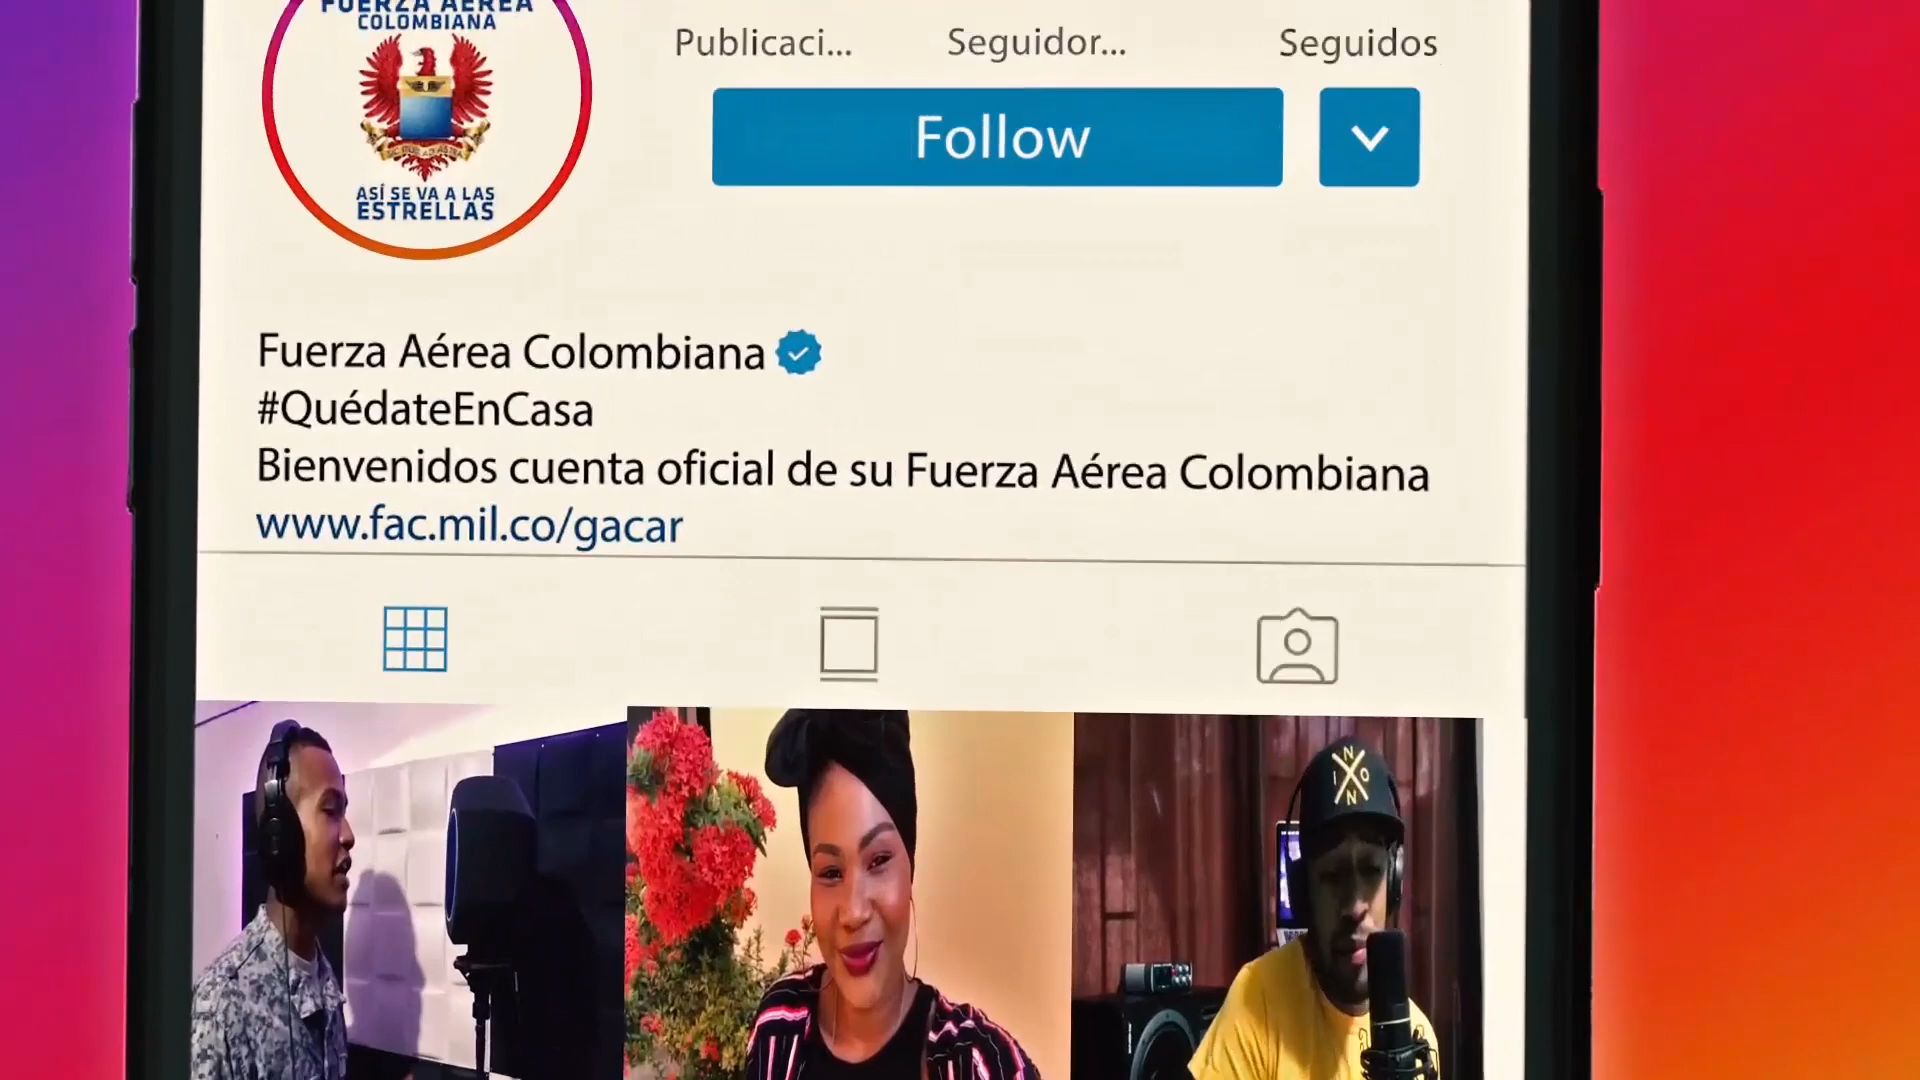 FUERZA AÉREA
COLOMBIANA
ASÍ SE VA A LAS
ESTRELLAS
Publicaci...
Seguidor...
Seguidos
Follow
Fuerza Aérea Colombiana
#QuédateEnCasa
Bienvenidos cuenta oficial de su Fuerza Aérea Colombiana
www.fac.mil.co/gacar
NIXON